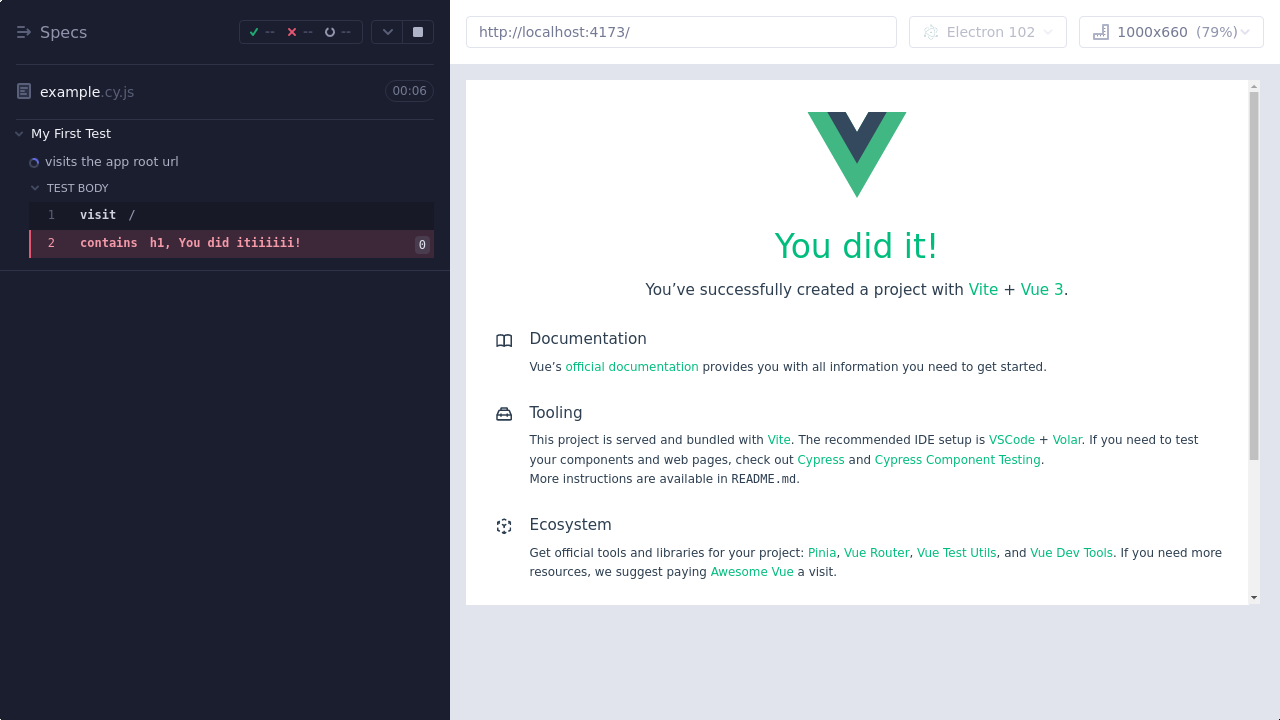 Specs
-- -- --
example.cy.js
00:06
My First Test
visits the app root url
TEST BODY
1 visit /
2 contains h1, You did itiiiiii! 0
http://localhost:4173/
Electron 102
1000x660 (79%)
You did it!
You’ve successfully created a project with Vite + Vue 3.
Documentation
Vue’s official documentation provides you with all information you need to get started.
Tooling
This project is served and bundled with Vite. The recommended IDE setup is VSCode + Volar. If you need to test
your components and web pages, check out Cypress and Cypress Component Testing.
More instructions are available in README.md.
Ecosystem
Get official tools and libraries for your project: Pinia, Vue Router, Vue Test Utils, and Vue Dev Tools. If you need more
resources, we suggest paying Awesome Vue a visit.